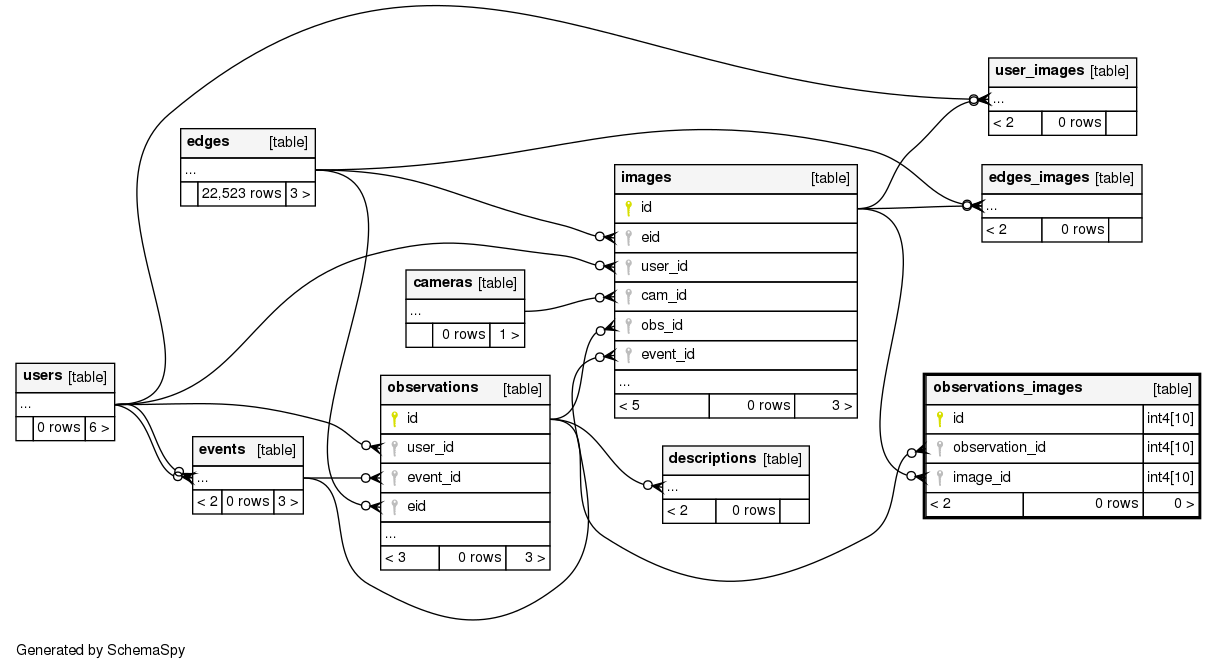 user_images [table]
...
< 2 0 rows
edges [table]
...
22,523 rows 3 >
images [table]
id
eid
user_id
cam_id
obs_id
event_id
...
< 5 0 rows 3 >
edges_images [table]
...
< 2 0 rows
cameras [table]
...
0 rows 1 >
users [table]
...
0 rows 6 >
observations [table]
id
user_id
event_id
eid
...
< 3 0 rows 3 >
observations_images [table]
id int4[10]
observation_id int4[10]
image_id int4[10]
< 2 0 rows 0 >
events [table]
...
< 2 0 rows 3 >
descriptions [table]
...
< 2 0 rows
Generated by SchemaSpy